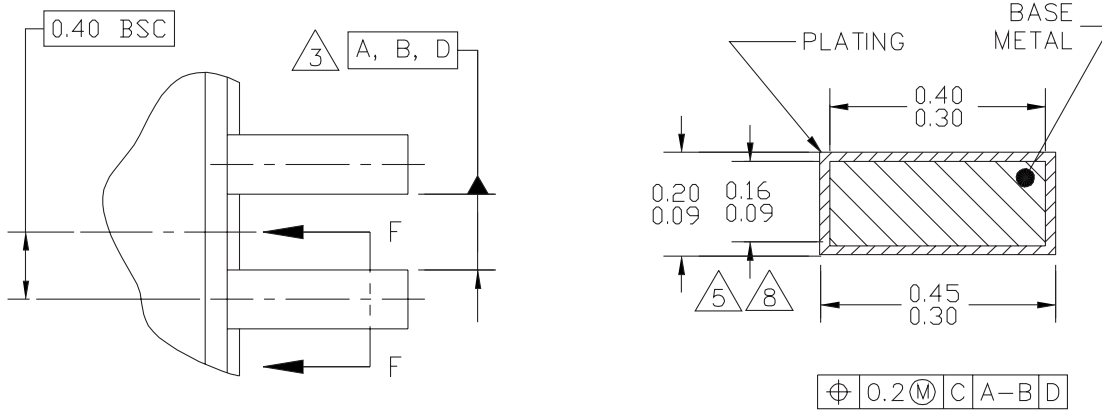 0.40 BSC
3
A, B, D
F
F
PLATING
BASE
METAL
0.40
0.30
0.20
0.09
0.16
0.09
5
8
0.45
0.30
⌖ 0.2 Ⓜ C A-B D